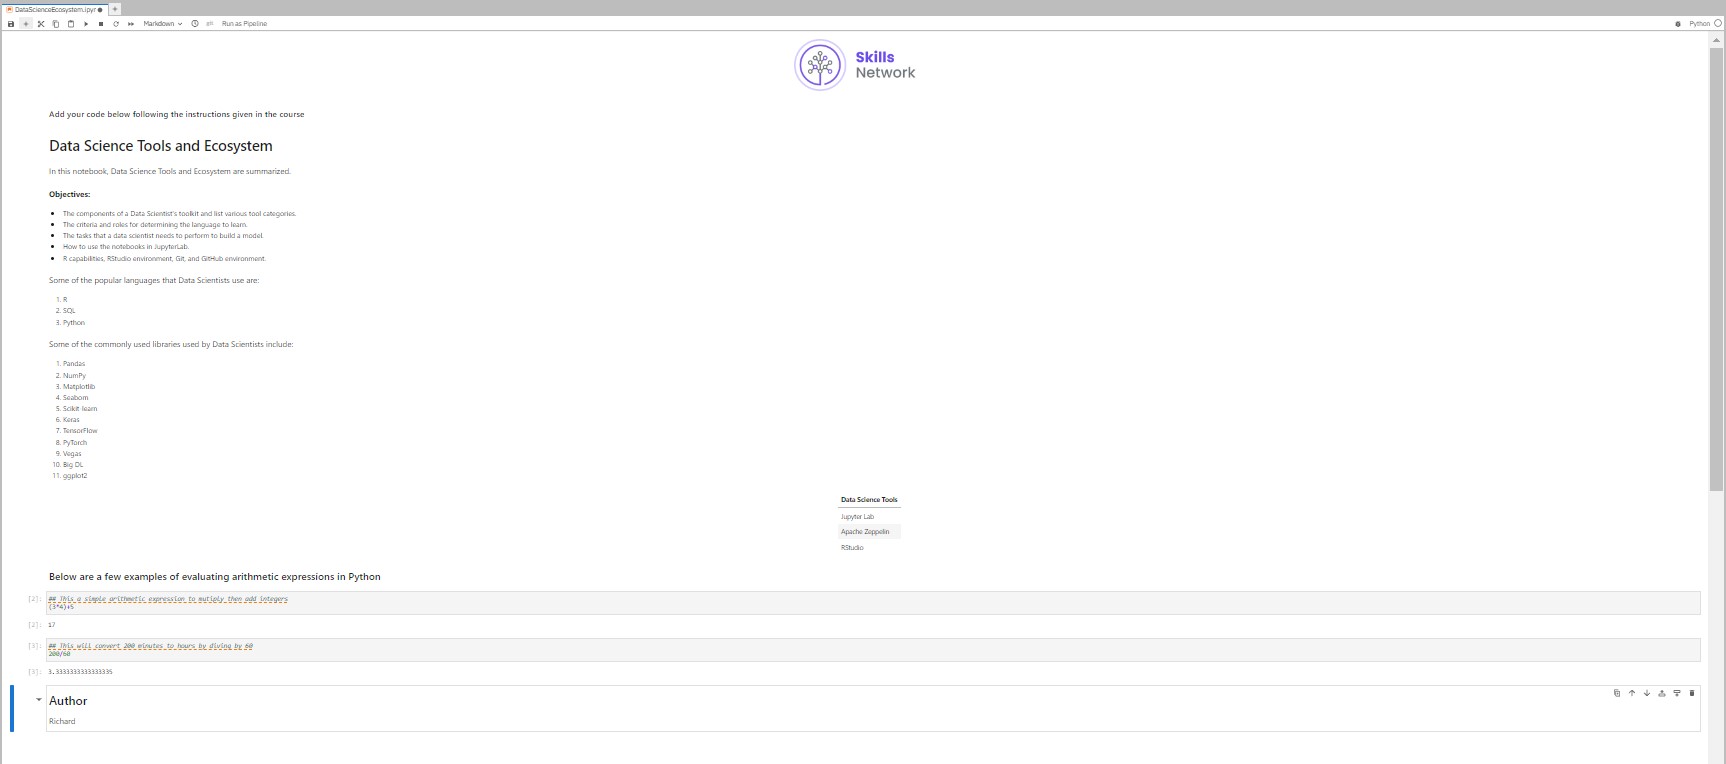 DataScienceEcosystem.ipyr
Markdown
Run as Pipeline
Python
Skills
Network
Add your code below following the instructions given in the course
Data Science Tools and Ecosystem
In this notebook, Data Science Tools and Ecosystem are summarized.
Objectives:
The components of a Data Scientist's toolkit and list various tool categories.
The criteria and roles for determining the language to learn.
The tasks that a data scientist needs to perform to build a model.
How to use the notebooks in JupyterLab.
R capabilities, RStudio environment, Git, and GitHub environment.
Some of the popular languages that Data Scientists use are:
1. R
2. SQL
3. Python
Some of the commonly used libraries used by Data Scientists include:
1. Pandas
2. NumPy
3. Matplotlib
4. Seaborn
5. Scikit-learn
6. Keras
7. TensorFlow
8. PyTorch
9. Vegas
10. Big DL
11. ggplot2
Data Science Tools
Jupyter Lab
Apache Zeppelin
RStudio
Below are a few examples of evaluating arithmetic expressions in Python
[2]: ## This a simple arithmetic expression to mutiply then add integers
(3*4)+5
[2]: 17
[3]: ## This will convert 200 minutes to hours by diving by 60
200/60
[3]: 3.3333333333333335
Author
Richard